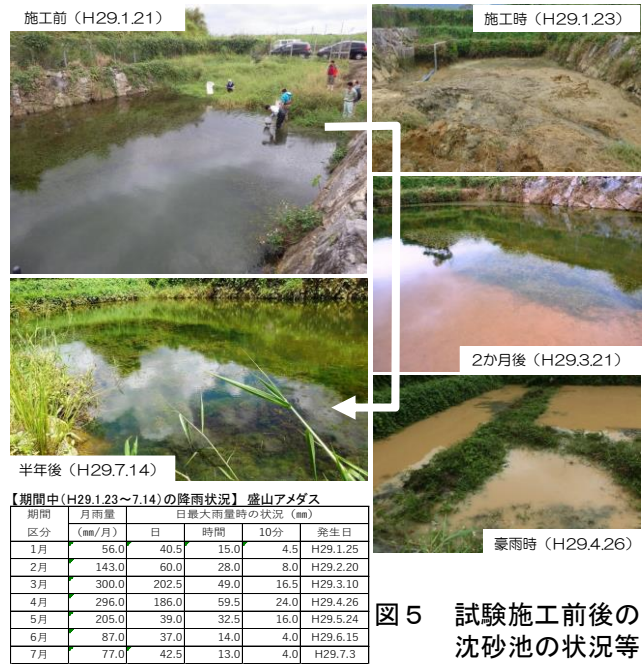 施工前（H29.1.21）
施工時（H29.1.23）
2か月後（H29.3.21）
半年後（H29.7.14）
豪雨時（H29.4.26）
【期間中（H29.1.23～7.14）の降雨状況】 盛山アメダス
期間 月雨量 日最大雨量時の状況（㎜）
区分 （㎜/月） 日 時間 10分 発生日
1月 56.0 40.5 15.0 4.5 H29.1.25
2月 143.0 60.0 28.0 8.0 H29.2.20
3月 300.0 202.5 49.0 16.5 H29.3.10
4月 296.0 186.0 59.5 24.0 H29.4.26
5月 205.0 39.0 32.5 16.0 H29.5.24
6月 87.0 37.0 14.0 4.0 H29.6.15
7月 77.0 42.5 13.0 4.0 H29.7.3
図５ 試験施工前後の
沈砂池の状況等